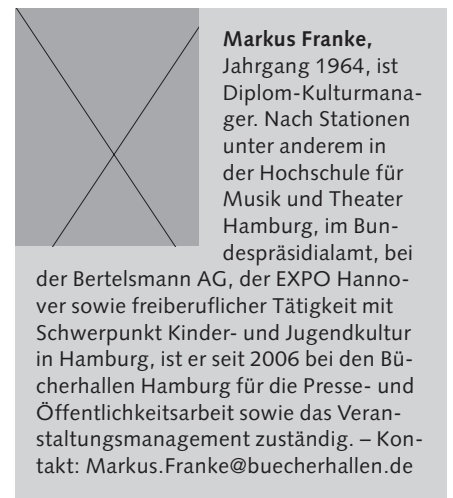 Markus Franke,
Jahrgang 1964, ist
Diplom-Kulturmana-
ger. Nach Stationen
unter anderem in
der Hochschule für
Musik und Theater
Hamburg, im Bun-
despräsidialamt, bei
der Bertelsmann AG, der EXPO Hanno-
ver sowie freiberuflicher Tätigkeit mit
Schwerpunkt Kinder- und Jugendkultur
in Hamburg, ist er seit 2006 bei den Bü-
cherhallen Hamburg für die Presse- und
Öffentlichkeitsarbeit sowie das Veran-
staltungsmanagement zuständig. – Kon-
takt: Markus.Franke@buecherhallen.de